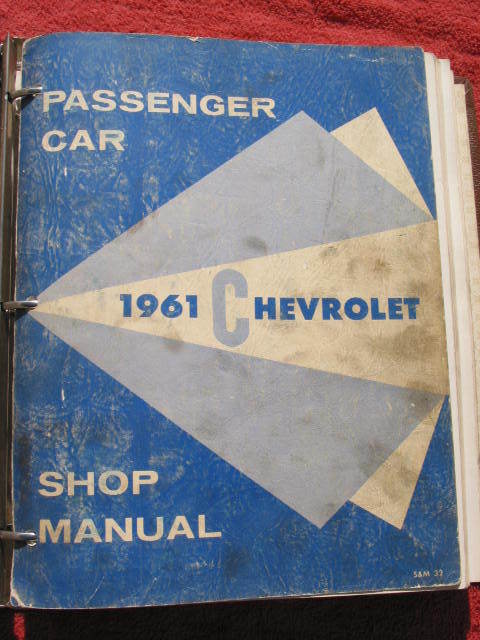 PASSENGER
CAR
1961 CHEVROLET
SHOP
MANUAL
S&M 32